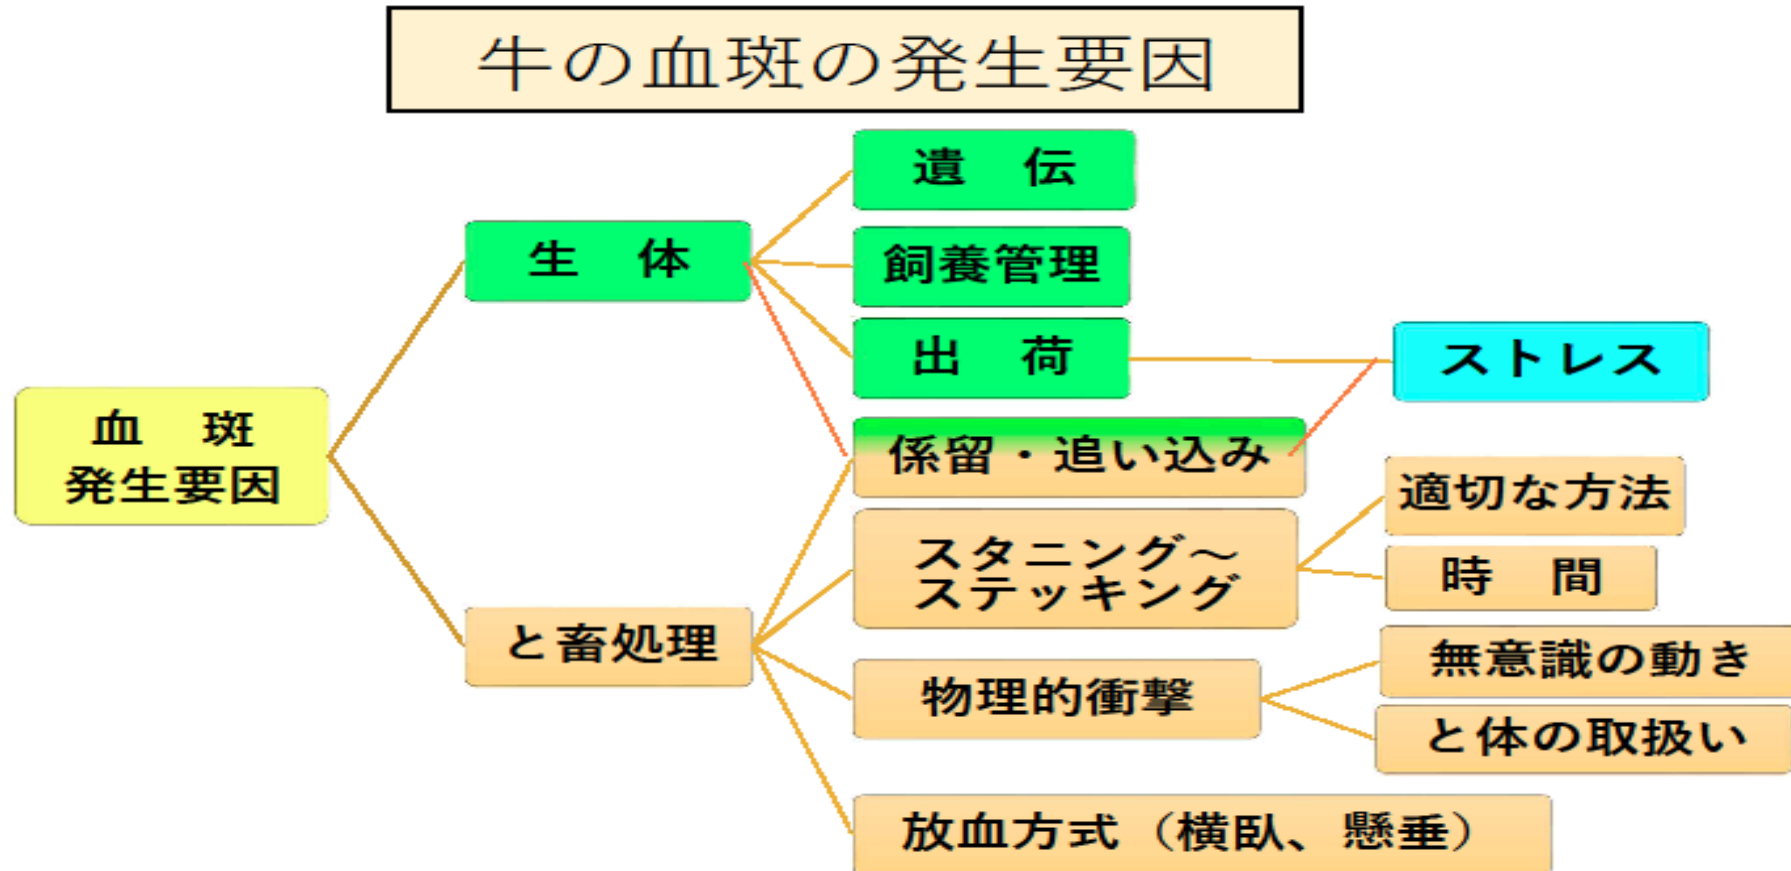 牛の血斑の発生要因
遺　伝
生　体
飼養管理
出　荷
ストレス
血　斑
発生要因
係留・追い込み
適切な方法
スタニング～
ステッキング
時　間
と畜処理
無意識の動き
物理的衝撃
と体の取扱い
放血方式（横臥、懸垂）